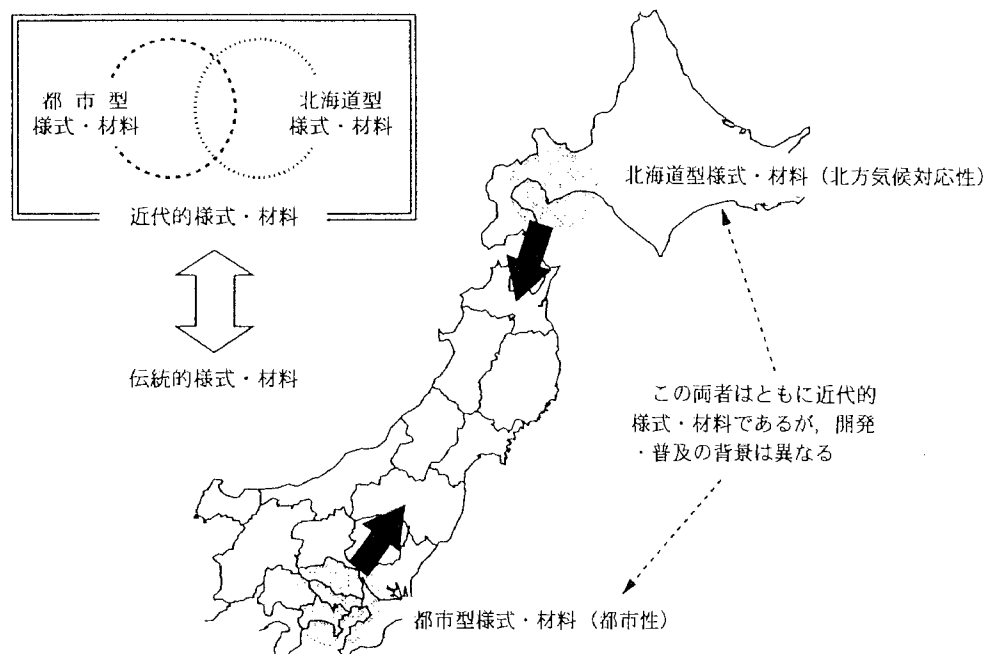 都市型
様式・材料
北海道型
様式・材料
近代的様式・材料
伝統的様式・材料
北海道型様式・材料（北方気候対応性）
この両者はともに近代的
様式・材料であるが，開発
・普及の背景は異なる
都市型様式・材料（都市性）